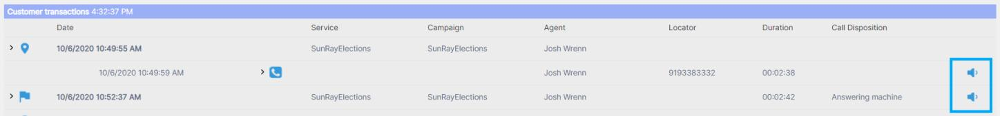 Customer transactions 4:32:37 PM
Date Service Campaign Agent Locator Duration Call Disposition
10/6/2020 10:49:55 AM SunRayElections SunRayElections Josh Wrenn
10/6/2020 10:49:59 AM Josh Wrenn 9193383332 00:02:38
10/6/2020 10:52:37 AM SunRayElections SunRayElections Josh Wrenn 00:02:42 Answering machine